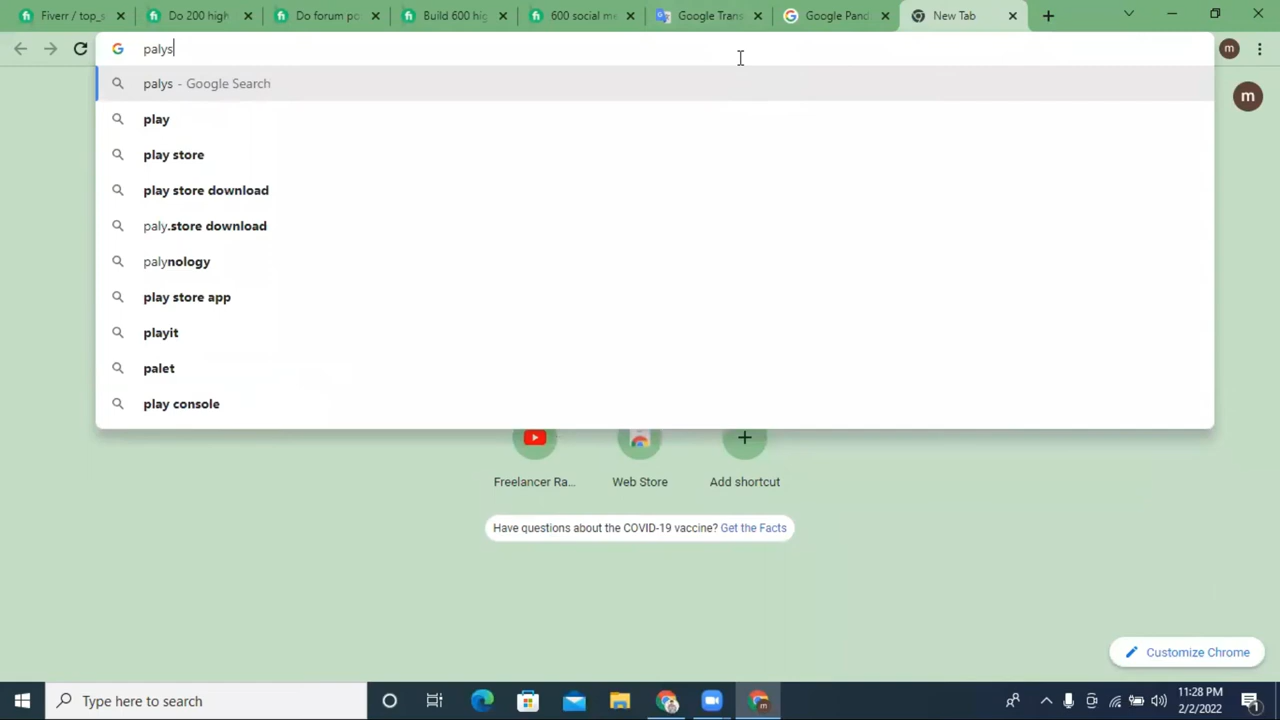 Fiverr / top_s
Do 200 high
Do forum po
Build 600 hig
600 social me
Google Trans
Google Pand
New Tab
palys
m
palys - Google Search
play
m
play store
play store download
paly.store download
palynology
play store app
playit
palet
play console
Freelancer Ra...
Web Store
Add shortcut
Have questions about the COVID-19 vaccine? Get the Facts
Customize Chrome
Type here to search
11:28 PM
2/2/2022